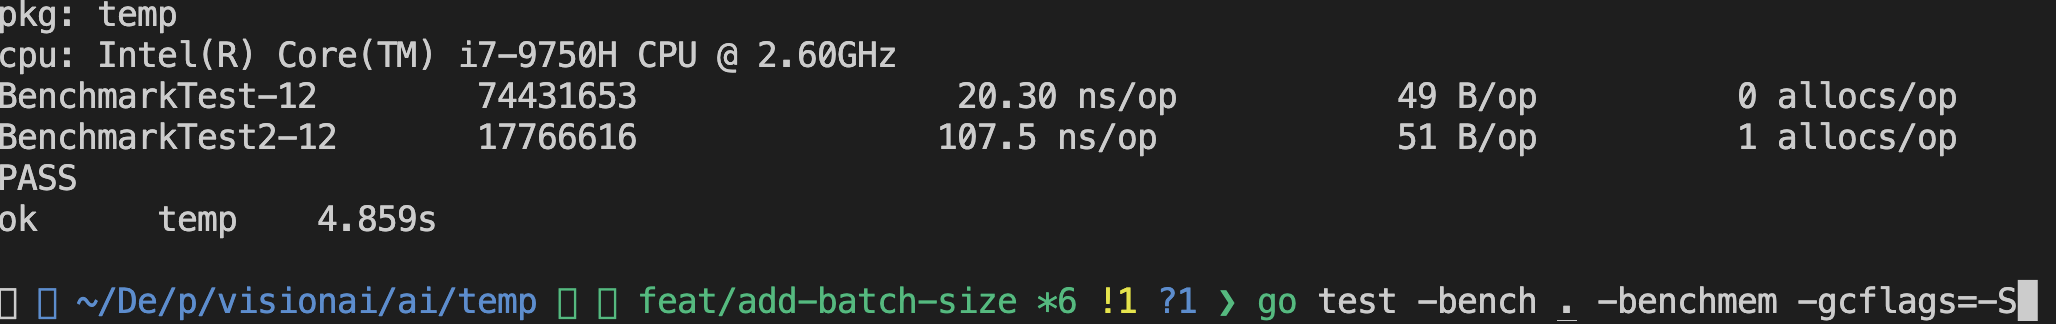 pkg: temp
cpu: Intel(R) Core(TM) i7-9750H CPU @ 2.60GHz
BenchmarkTest-12 74431653 20.30 ns/op 49 B/op 0 allocs/op
BenchmarkTest2-12 17766616 107.5 ns/op 51 B/op 1 allocs/op
PASS
ok temp 4.859s
~/De/p/visionai/ai/temp feat/add-batch-size *6 !1 ?1 ❯ go test -bench . -benchmem -gcflags=-S